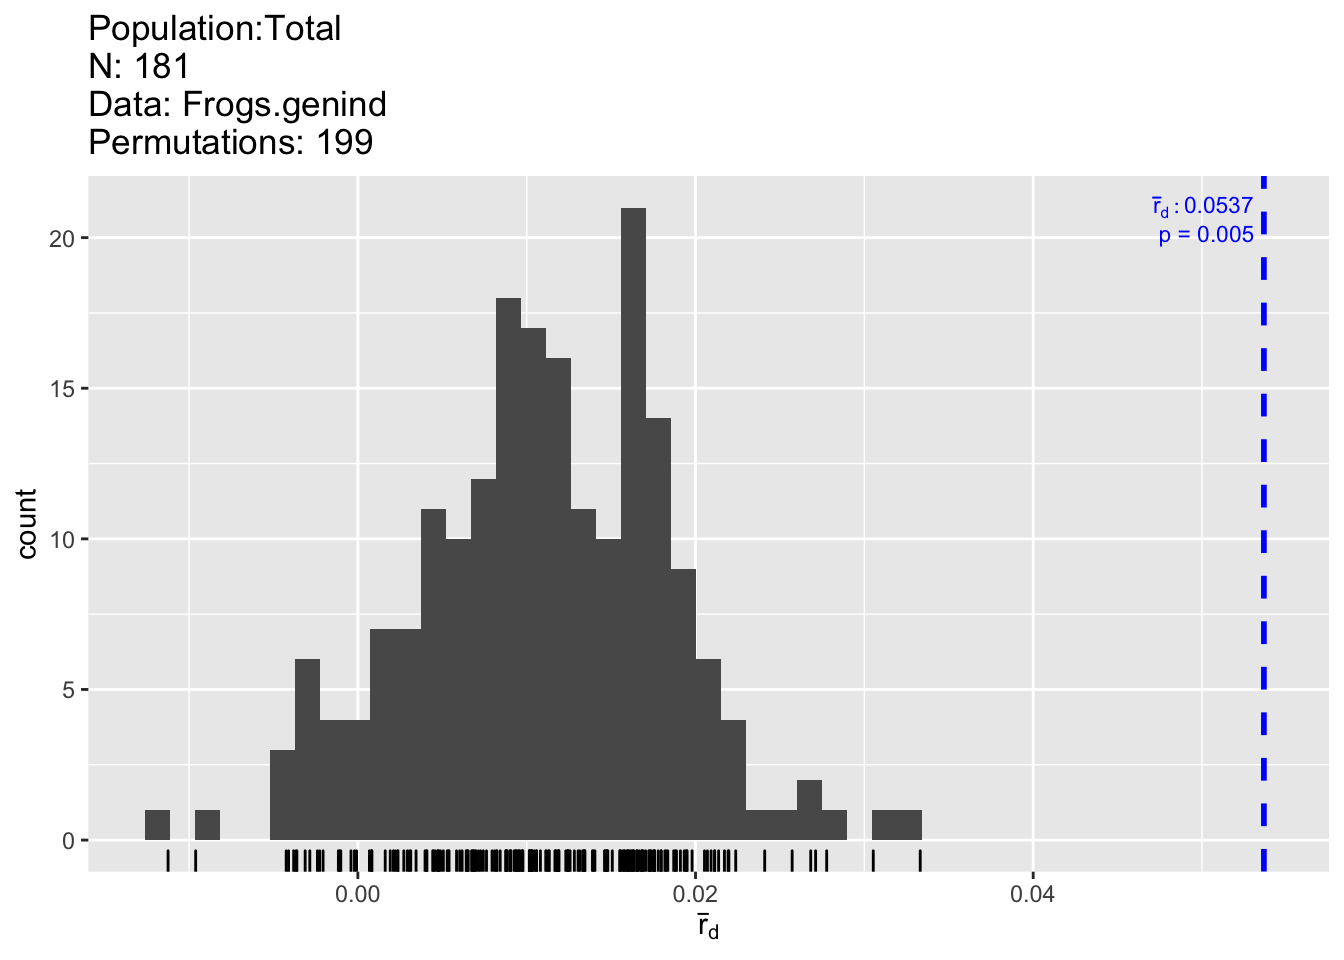 Population:Total
N: 181
Data: Frogs.genind
Permutations: 199
r̄d : 0.0537
p = 0.005
20
15
10
5
0
count
0.00 0.02 0.04
r̄d